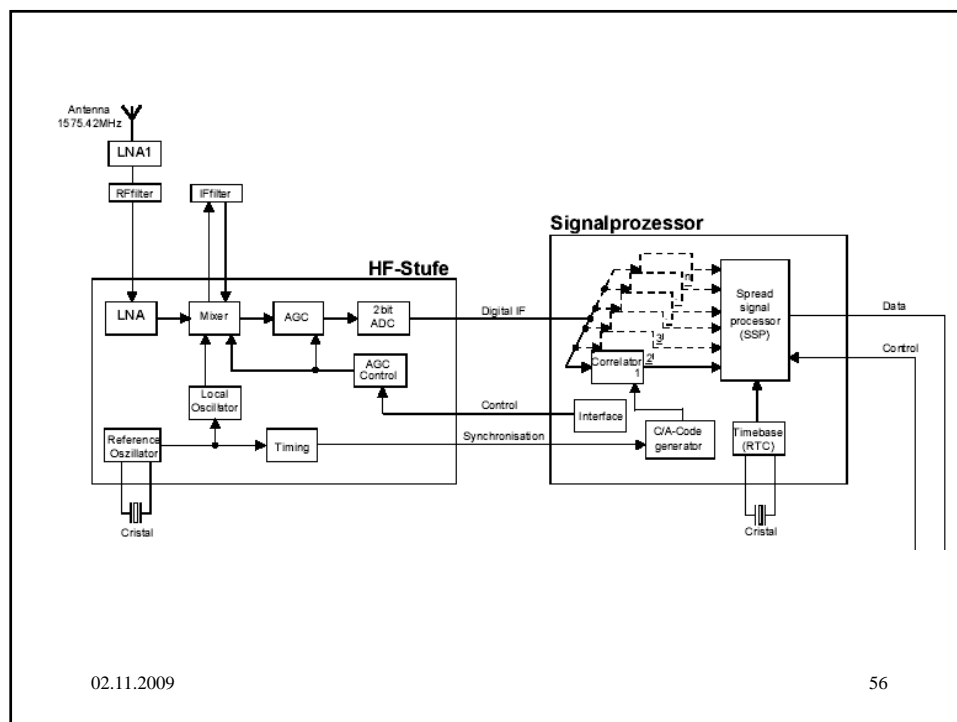 Antenna
1575.42MHz
LNA1
RFfilter
IFfilter
Signalprozessor
HF-Stufe
LNA
Mixer
AGC
2bit
ADC
Digital IF
Spread
signal
processor
(SSP)
Data
Control
3
2
Correlator
1
AGC
Control
Local
Oscillator
Control
Interface
Reference
Oszillator
Timing
Synchronisation
C/A-Code
generator
Timebase
(RTC)
Cristal
Cristal
02.11.2009
56